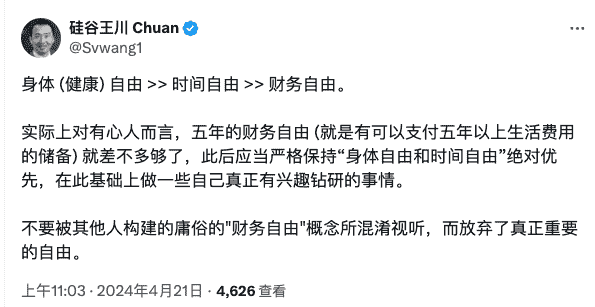 硅谷王川 Chuan
@Svwang1
身体 (健康) 自由 >> 时间自由 >> 财务自由。
实际上对有心人而言，五年的财务自由 (就是有可以支付五年以上生活费用
的储备) 就差不多够了，此后应当严格保持“身体自由和时间自由”绝对优
先，在此基础上做一些自己真正有兴趣钻研的事情。
不要被其他人构建的庸俗的"财务自由"概念所混淆视听，而放弃了真正重要
的自由。
上午11:03 · 2024年4月21日 · 4,626 查看